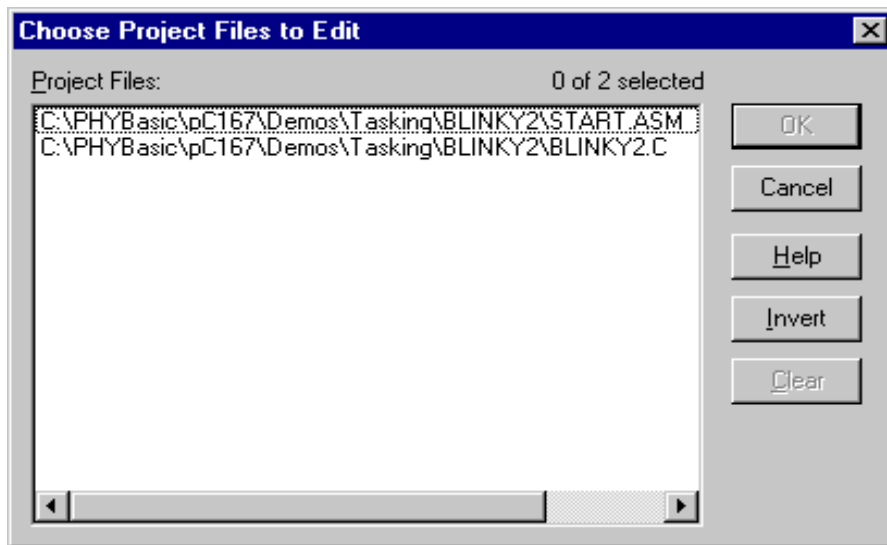 Choose Project Files to Edit
Project Files:
0 of 2 selected
C:\PHYBasic\pC167\Demos\Tasking\BLINKY2\START.ASM
C:\PHYBasic\pC167\Demos\Tasking\BLINKY2\BLINKY2.C
OK
Cancel
Help
Invert
Clear